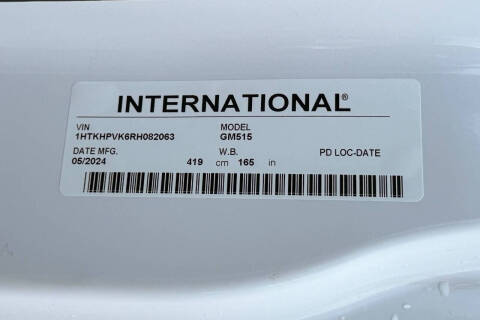 INTERNATIONAL®
VIN MODEL
1HTKHPVK6RH082063 GM515
DATE MFG. W.B. PD LOC-DATE
05/2024 419 cm 165 in